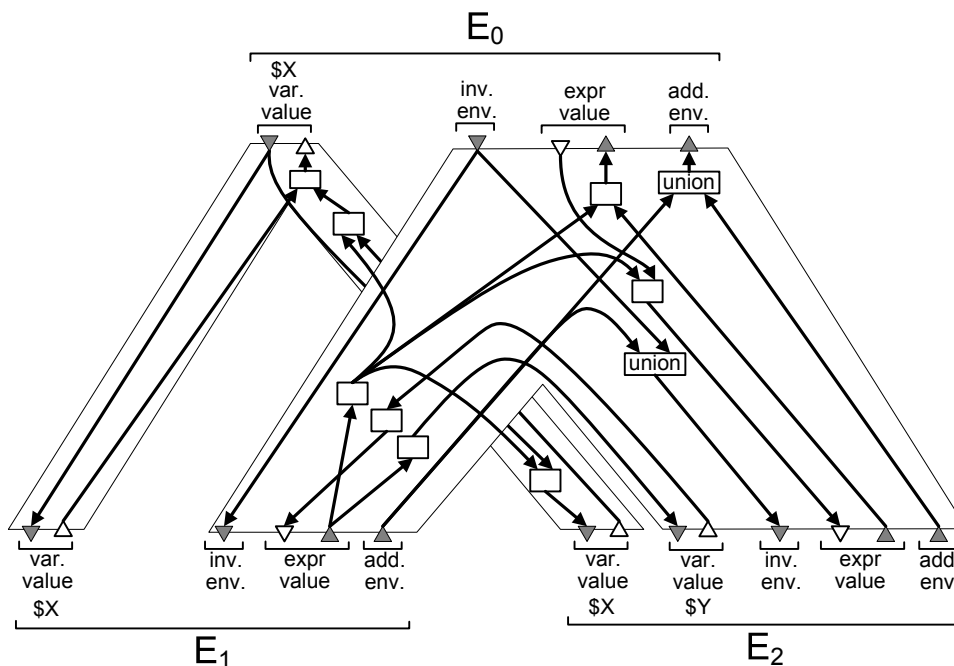 E0
$X
var.
value
inv.
env.
expr
value
add.
env.
union
union
var.
value
$X
inv.
env.
expr
value
add.
env.
var.
value
$X
var.
value
$Y
inv.
env.
expr
value
add
env
E1
E2